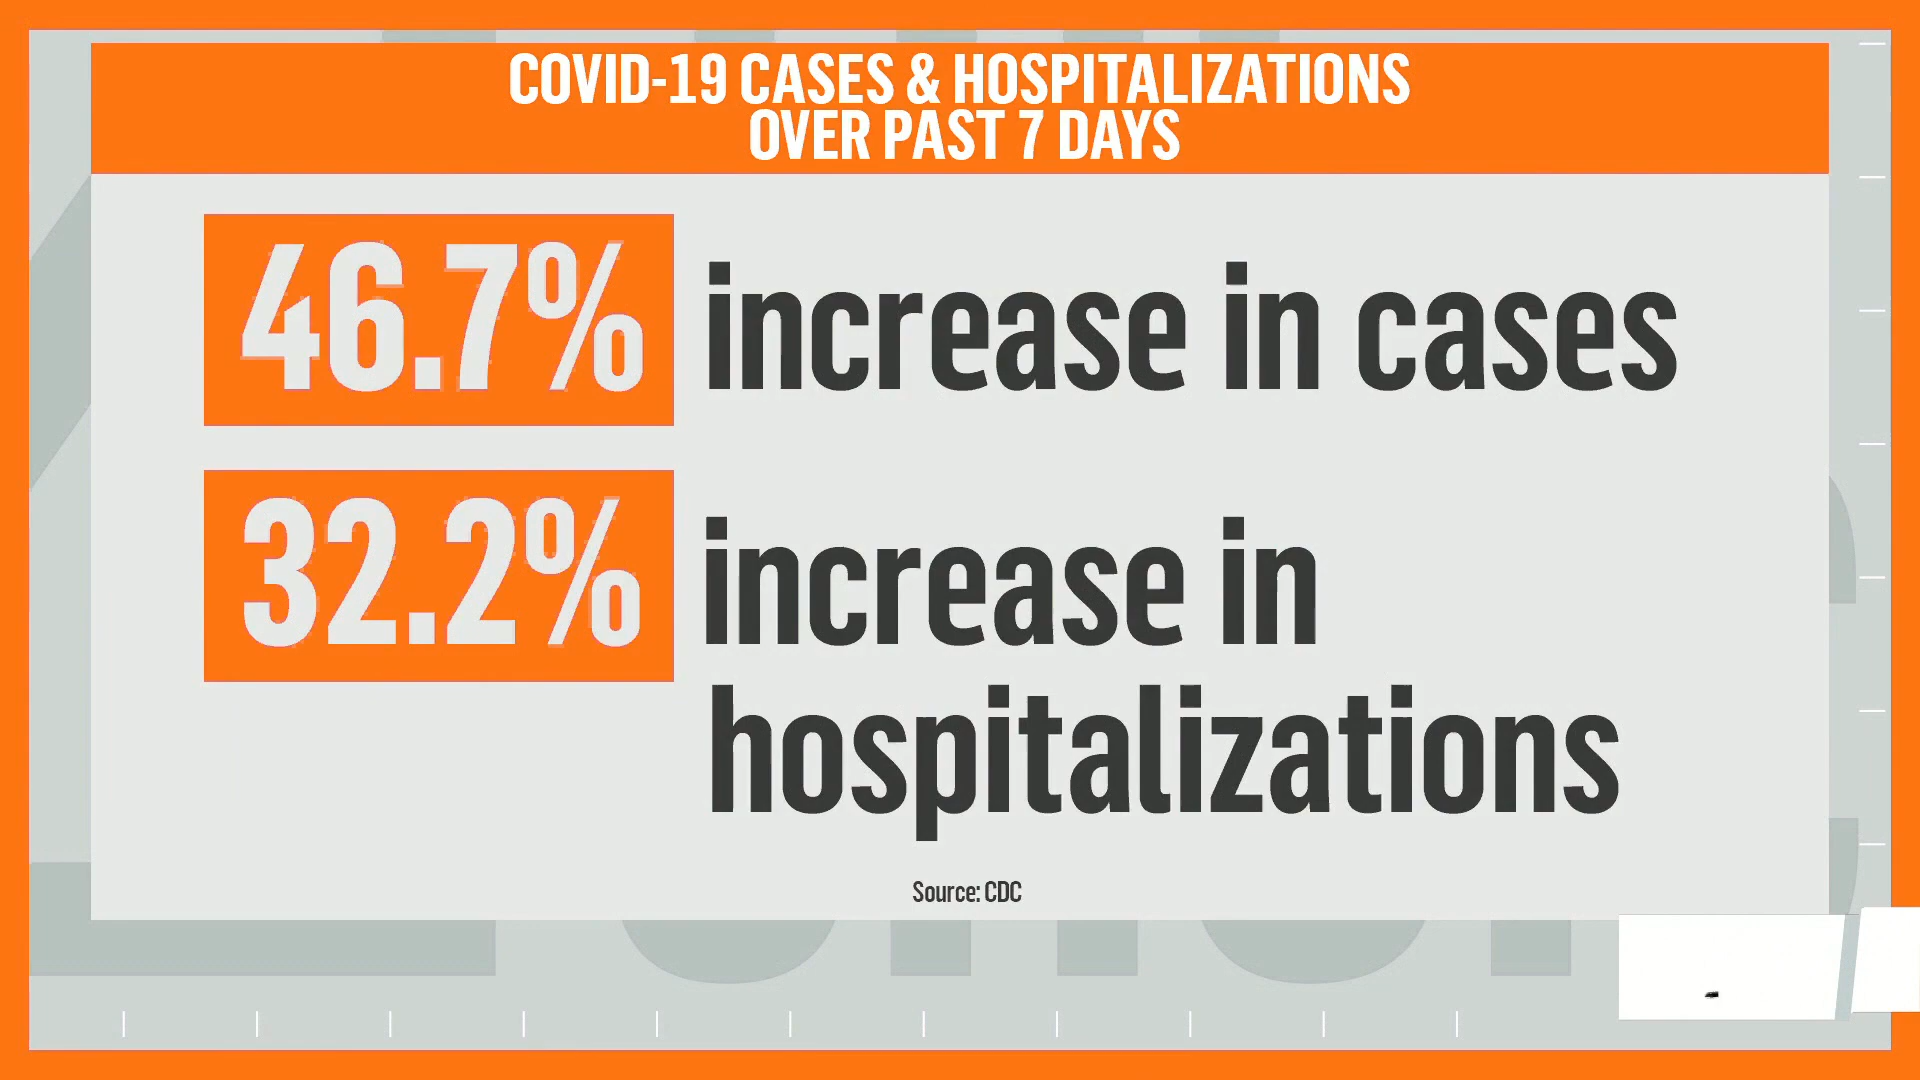 COVID-19 CASES & HOSPITALIZATIONS
OVER PAST 7 DAYS
46.7% increase in cases
32.2% increase in
hospitalizations
Source: CDC